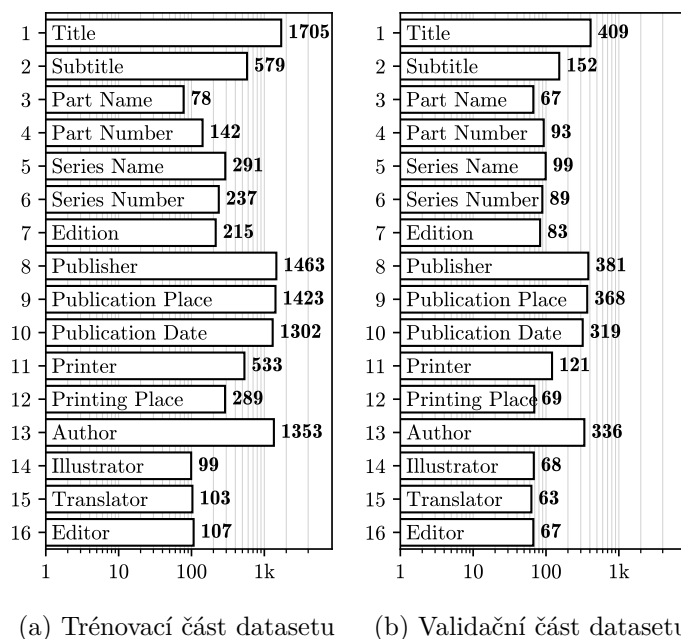 1 Title 1705
2 Subtitle 579
3 Part Name 78
4 Part Number 142
5 Series Name 291
6 Series Number 237
7 Edition 215
8 Publisher 1463
9 Publication Place 1423
10 Publication Date 1302
11 Printer 533
12 Printing Place 289
13 Author 1353
14 Illustrator 99
15 Translator 103
16 Editor 107
1 10 100 1k
(a) Trénovací část datasetu
1 Title 409
2 Subtitle 152
3 Part Name 67
4 Part Number 93
5 Series Name 99
6 Series Number 89
7 Edition 83
8 Publisher 381
9 Publication Place 368
10 Publication Date 319
11 Printer 121
12 Printing Place 69
13 Author 336
14 Illustrator 68
15 Translator 63
16 Editor 67
1 10 100 1k
(b) Validační část datasetu